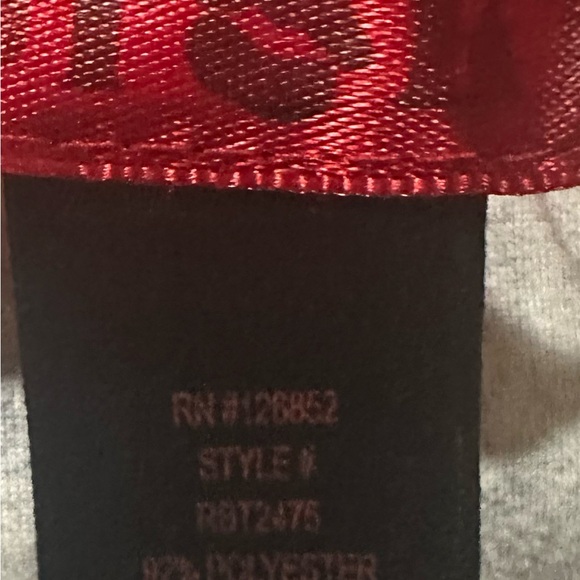 RN #126852
STYLE #
RBT2475
92% POLYESTER